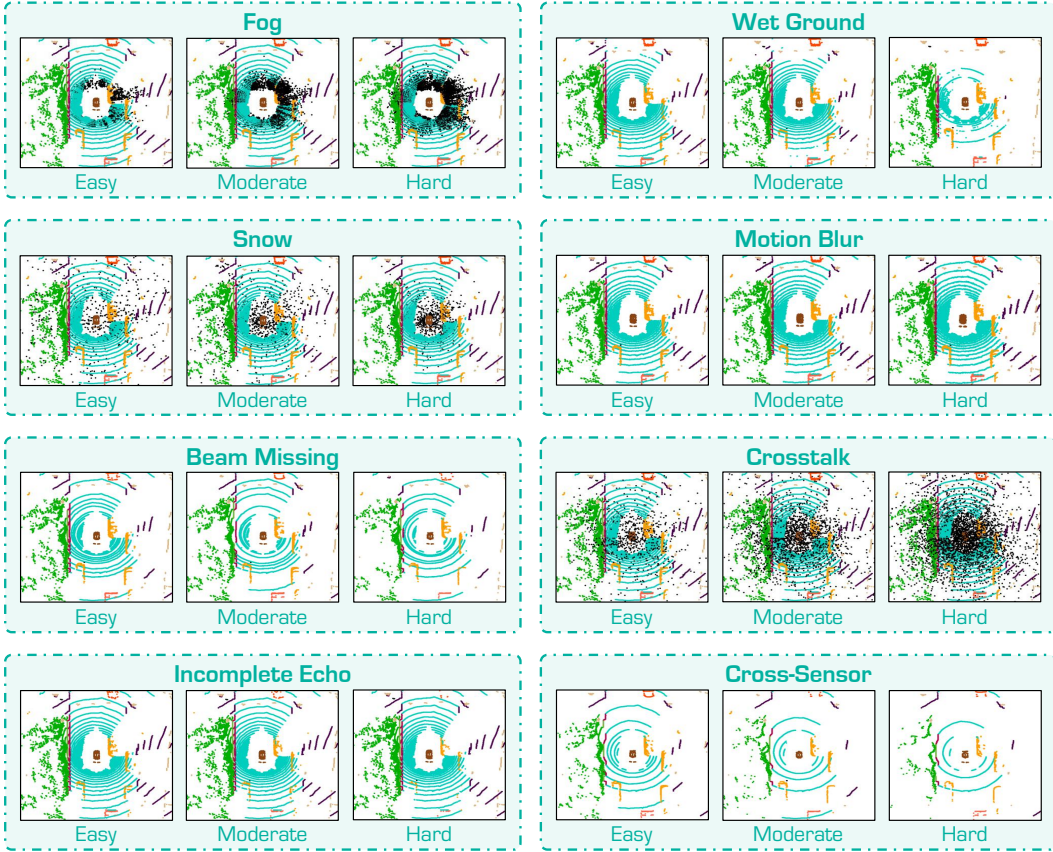 Fog
Easy Moderate Hard
Wet Ground
Easy Moderate Hard
Snow
Easy Moderate Hard
Motion Blur
Easy Moderate Hard
Beam Missing
Easy Moderate Hard
Crosstalk
Easy Moderate Hard
Incomplete Echo
Easy Moderate Hard
Cross-Sensor
Easy Moderate Hard